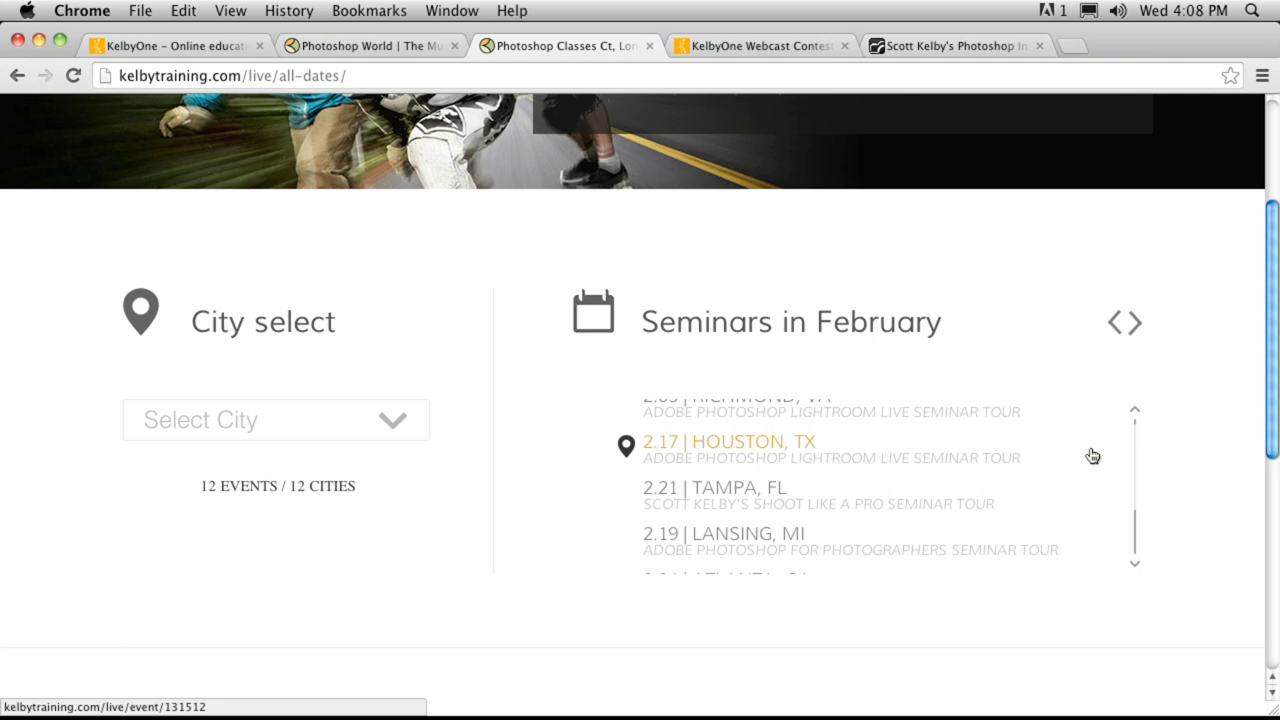 Chrome File Edit View History Bookmarks Window Help 1 Wed 4:08 PM
KelbyOne – Online educati Photoshop World | The Mu Photoshop Classes Ct, Lon KelbyOne Webcast Contest Scott Kelby's Photoshop In
kelbytraining.com/live/all-dates/
City select
Select City
12 EVENTS / 12 CITIES
Seminars in February
RICHMOND, VA
ADOBE PHOTOSHOP LIGHTROOM LIVE SEMINAR TOUR
2.17 | HOUSTON, TX
ADOBE PHOTOSHOP LIGHTROOM LIVE SEMINAR TOUR
2.21 | TAMPA, FL
SCOTT KELBY'S SHOOT LIKE A PRO SEMINAR TOUR
2.19 | LANSING, MI
ADOBE PHOTOSHOP FOR PHOTOGRAPHERS SEMINAR TOUR
kelbytraining.com/live/event/131512